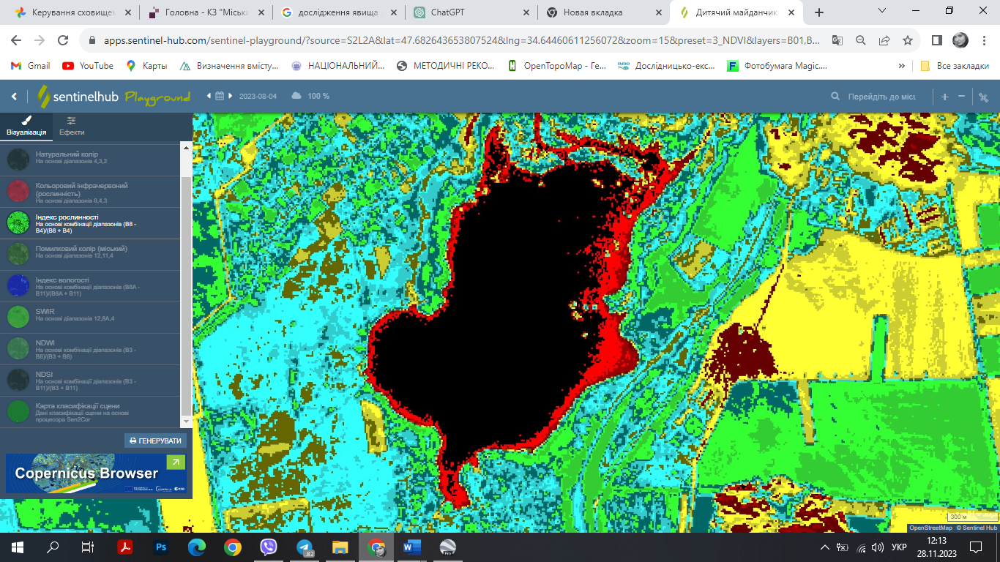 Керування сховищем
Головна - КЗ "Міськи
дослідження явища
ChatGPT
Новая вкладка
Дитячий майданчик
apps.sentinel-hub.com/sentinel-playground/?source=S2L2A&lat=47.682643653807524&lng=34.64460611256072&zoom=15&preset=3_NDVI&layers=B01,B...
Gmail
YouTube
Карты
Визначення вмісту...
НАЦІОНАЛЬНИЙ...
МЕТОДИЧНІ РЕКО...
OpenTopoMap - Ге...
Дослідницько-екс...
Фотобумага Magic....
»
Все закладки
sentinelhub Playground
2023-08-04
100 %
Перейдіть до місц
Візуалізація
Ефекти
Натуральний колір
На основі діапазонів 4,3,2
Кольоровий інфрачервоний
(рослинність)
На основі діапазонів 8,4,3
Індекс рослинності
На основі комбінації діапазонів (B8 -
B4)/(B8 + B4)
Помилковий колір (міський)
На основі діапазонів 12,11,4
Індекс вологості
На основі комбінації діапазонів (B8A -
B11)/(B8A + B11)
SWIR
На основі діапазонів 12,8A,4
NDWI
На основі комбінації діапазонів (B3 -
B8)/(B3 + B8)
NDSI
На основі комбінації діапазонів (B3 -
B11)/(B3 + B11)
Карта класифікації сцени
Дані класифікації сцени на основі
процесора Sen2Cor
ГЕНЕРУВАТИ
Copernicus Browser
300 м
OpenStreetMap © Sentinel Hub
Ps
82
Pro
УКР
12:13
28.11.2023